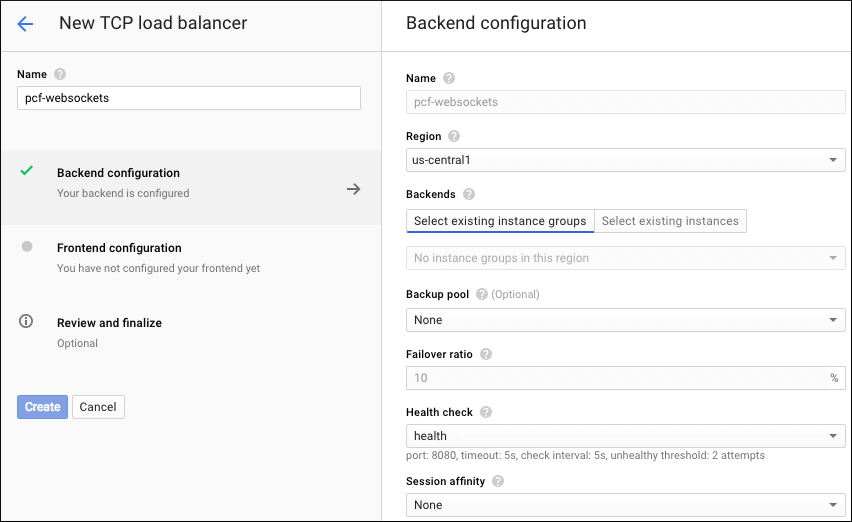 New TCP load balancer
Name ?
pcf-websockets
Backend configuration
Your backend is configured
Frontend configuration
You have not configured your frontend yet
Review and finalize
Optional
Create Cancel
Backend configuration
Name ?
pcf-websockets
Region ?
us-central1
Backends ?
Select existing instance groups Select existing instances
No instance groups in this region
Backup pool ? (Optional)
None
Failover ratio ?
10 %
Health check ?
health
port: 8080, timeout: 5s, check interval: 5s, unhealthy threshold: 2 attempts
Session affinity ?
None